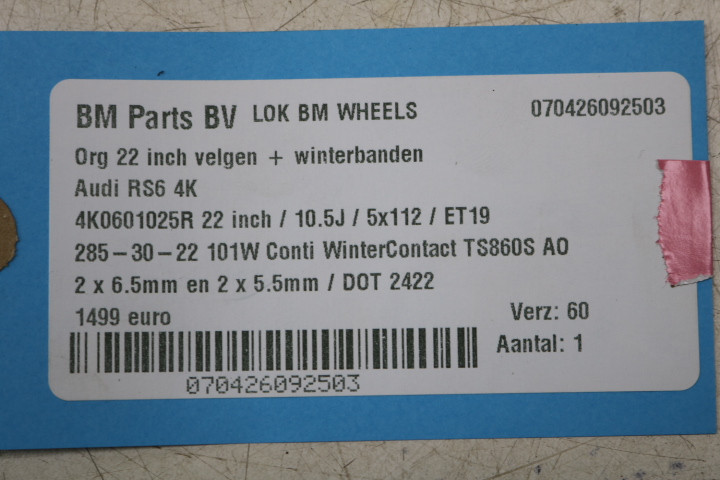 BM Parts BV LOK BM WHEELS 070426092503
Org 22 inch velgen + winterbanden
Audi RS6 4K
4K0601025R 22 inch / 10.5J / 5x112 / ET19
285-30-22 101W Conti WinterContact TS860S AO
2 x 6.5mm en 2 x 5.5mm / DOT 2422
1499 euro Verz: 60
Aantal: 1
070426092503